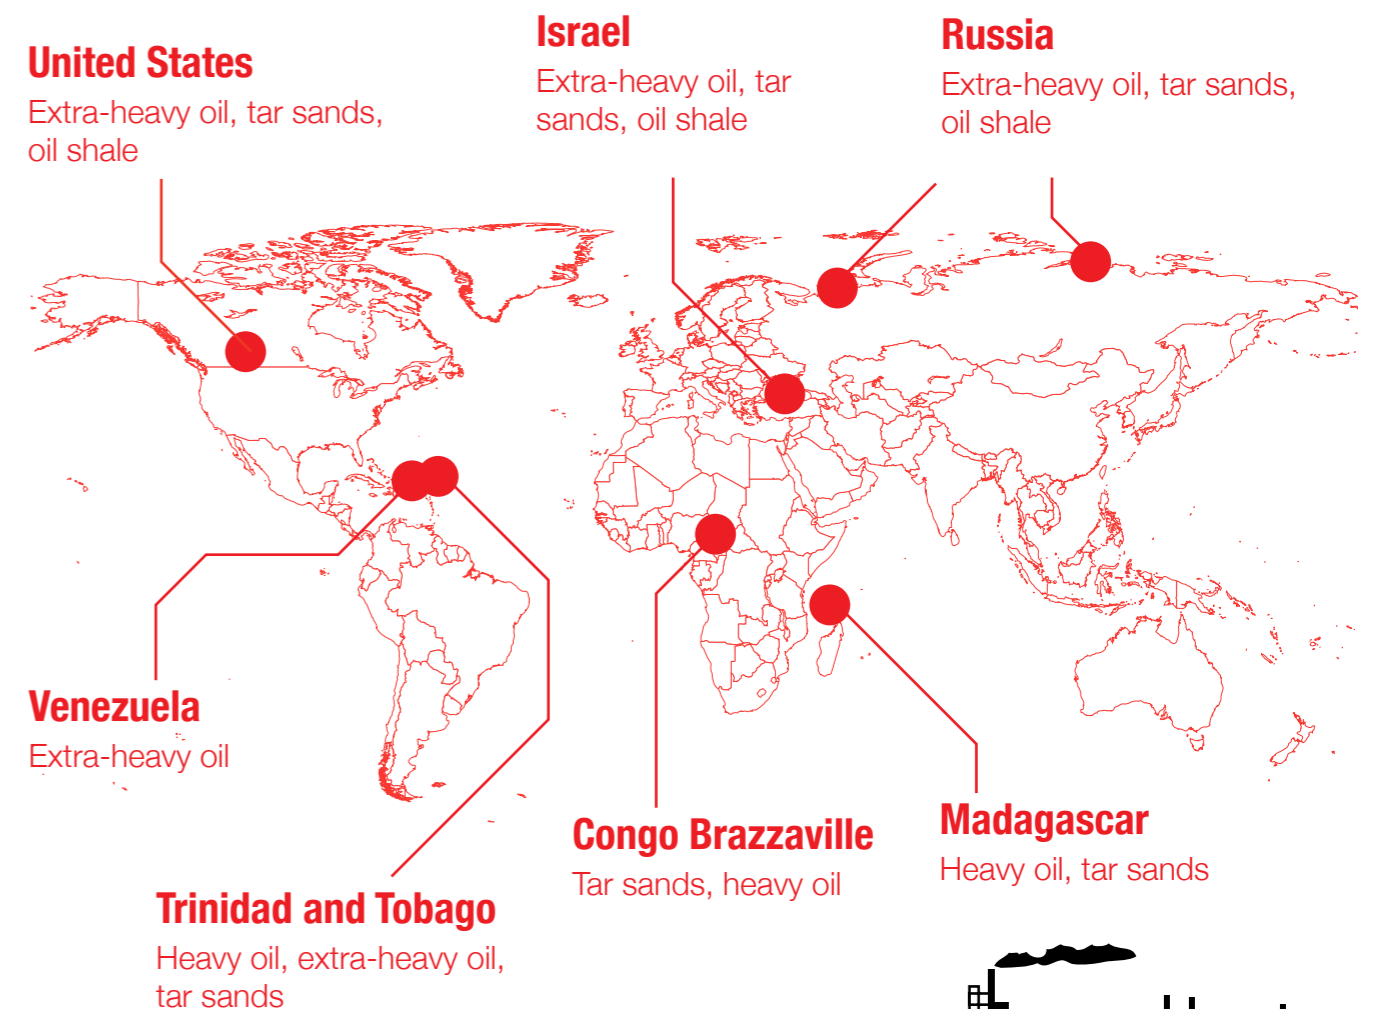 United States
Extra-heavy oil, tar sands,
oil shale
Israel
Extra-heavy oil, tar
sands, oil shale
Russia
Extra-heavy oil, tar sands,
oil shale
Venezuela
Extra-heavy oil
Trinidad and Tobago
Heavy oil, extra-heavy oil,
tar sands
Congo Brazzaville
Tar sands, heavy oil
Madagascar
Heavy oil, tar sands